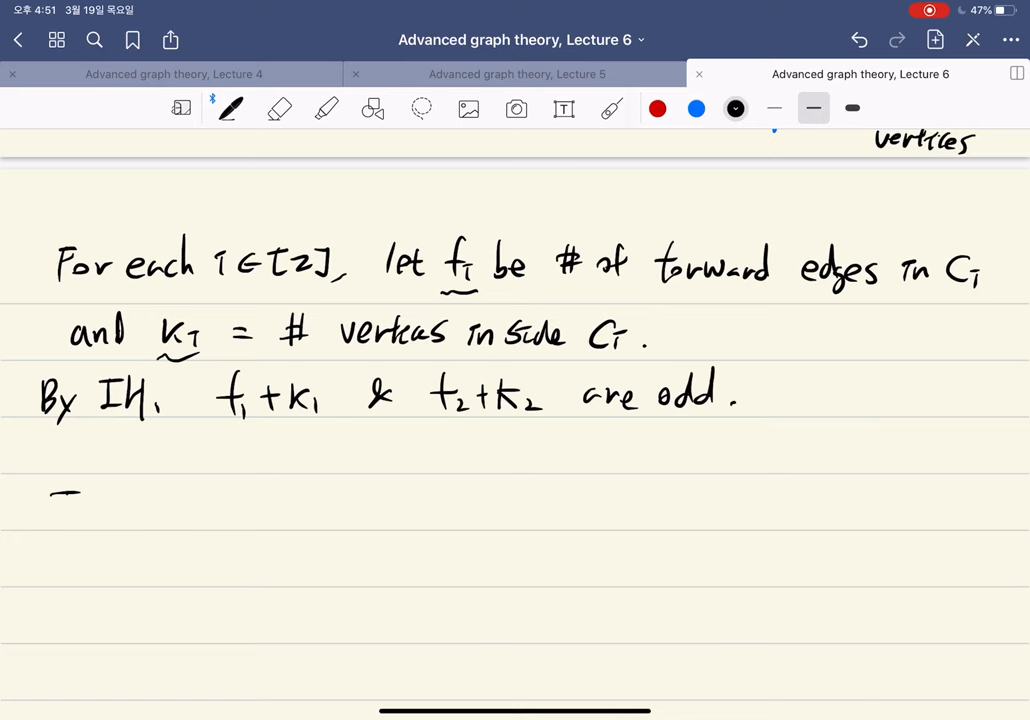 오후 4:51 3월 19일 목요일
47%
Advanced graph theory, Lecture 6
Advanced graph theory, Lecture 4
Advanced graph theory, Lecture 5
Advanced graph theory, Lecture 6
vertices
For each i ∈ [2], let fᵢ be # of forward edges in Cᵢ
and kᵢ = # vertices inside Cᵢ.
By IH, f₁+k₁ & f₂+k₂ are odd.